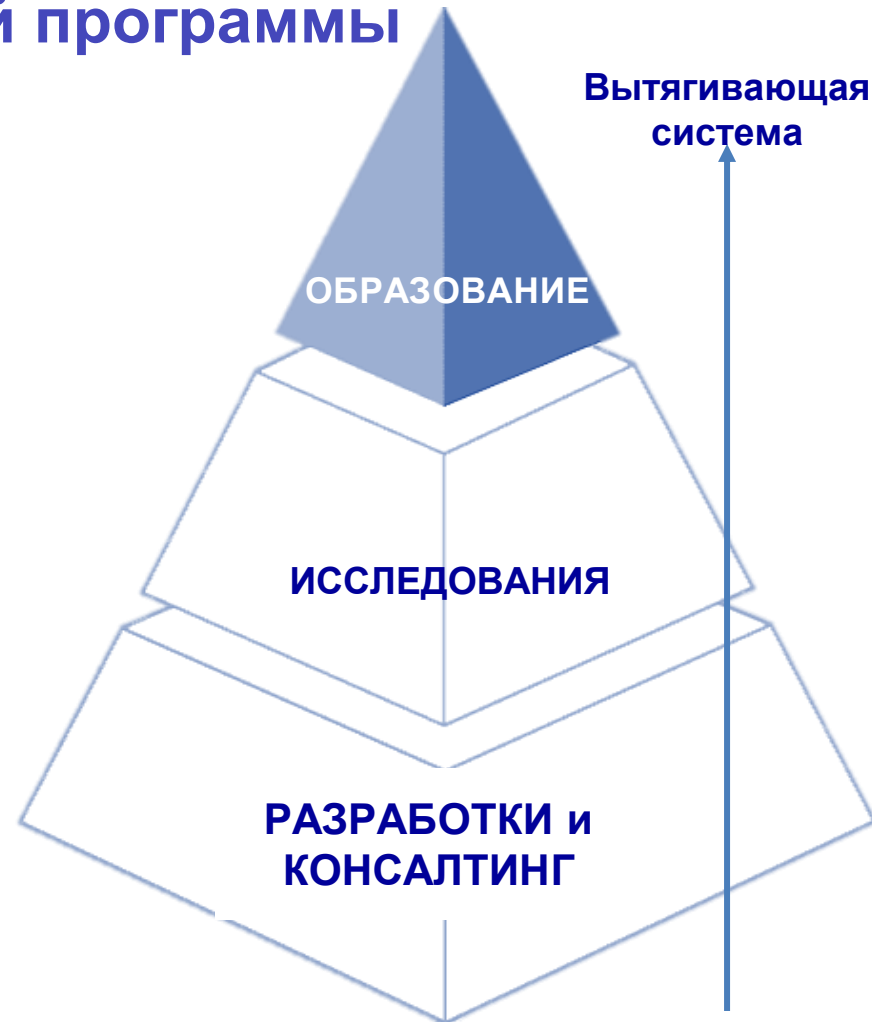 й программы
Вытягивающая
система
ОБРАЗОВАНИЕ
ИССЛЕДОВАНИЯ
РАЗРАБОТКИ и
КОНСАЛТИНГ